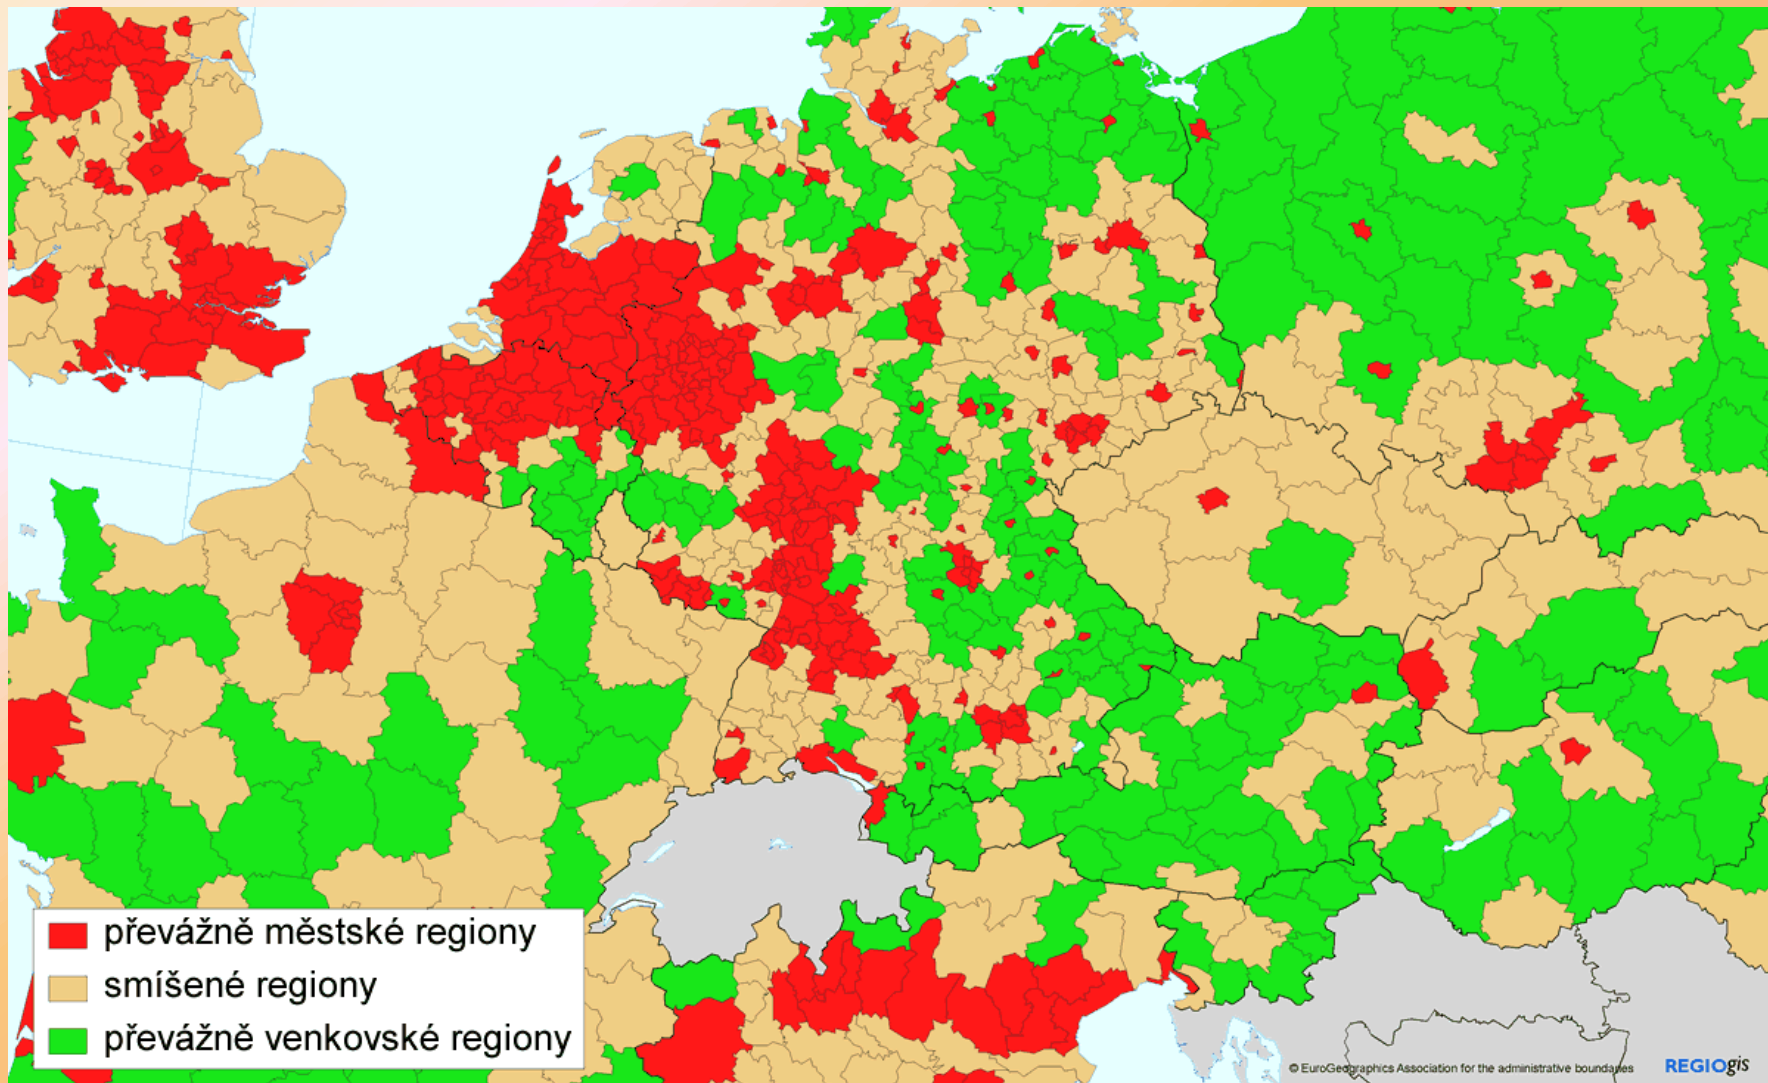 převážně městské regiony
smíšené regiony
převážně venkovské regiony
© EuroGeographics Association for the administrative boundaries
REGIOgis